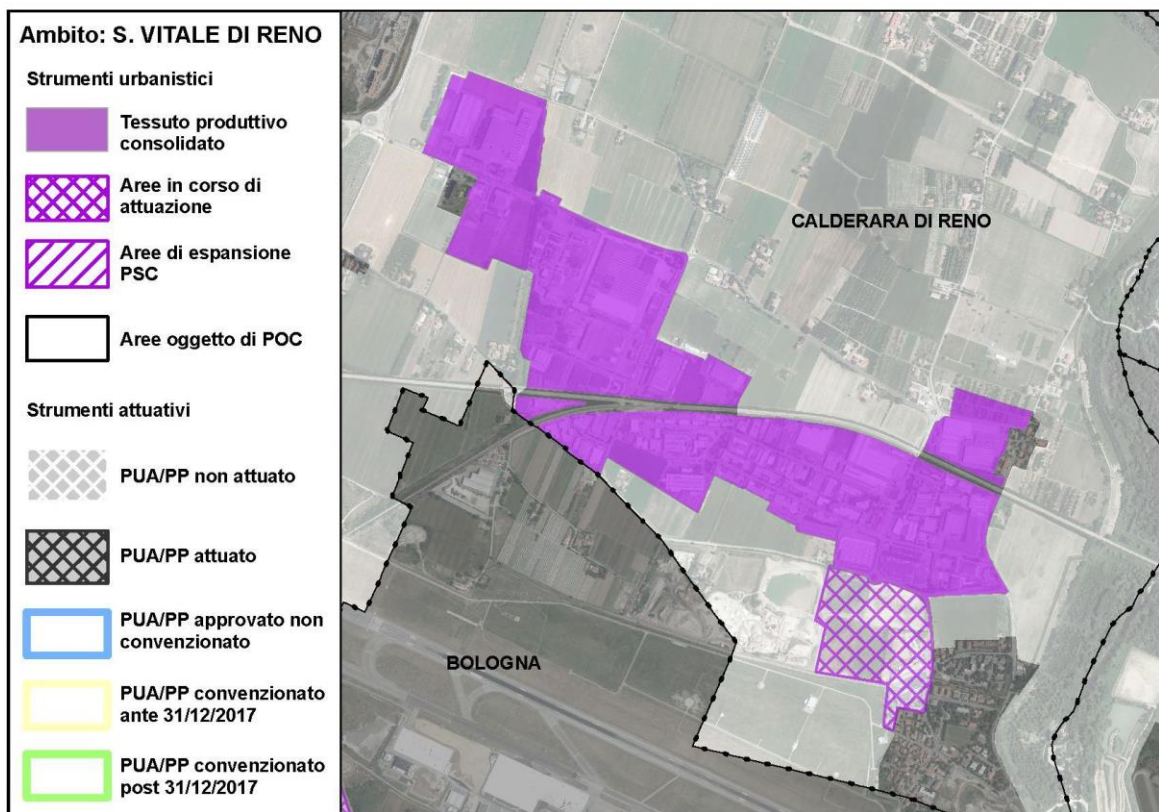 Ambito: S. VITALE DI RENO
Strumenti urbanistici
Tessuto produttivo
consolidato
Aree in corso di
attuazione
Aree di espansione
PSC
Aree oggetto di POC
Strumenti attuativi
PUA/PP non attuato
PUA/PP attuato
PUA/PP approvato non
convenzionato
PUA/PP convenzionato
ante 31/12/2017
PUA/PP convenzionato
post 31/12/2017
CALDERARA DI RENO
BOLOGNA